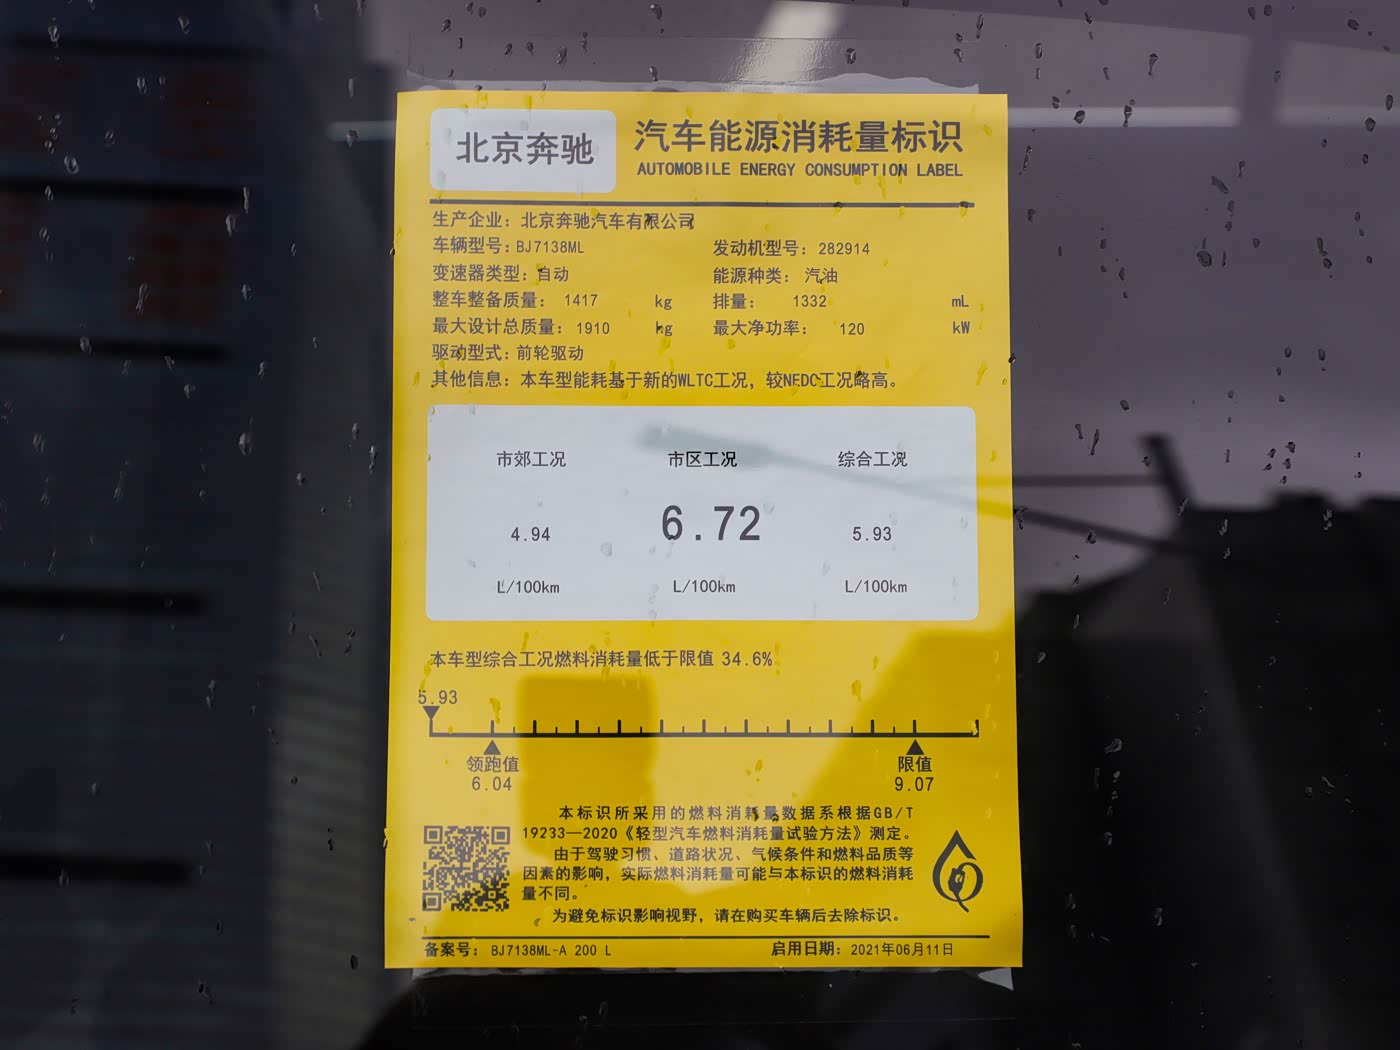 北京奔驰
汽车能源消耗量标识
AUTOMOBILE ENERGY CONSUMPTION LABEL
生产企业：北京奔驰汽车有限公司
车辆型号：BJ7138ML 发动机型号：282914
变速器类型：自动 能源种类：汽油
整车整备质量：1417 kg 排量：1332 mL
最大设计总质量：1910 kg 最大净功率：120 kW
驱动型式：前轮驱动
其他信息：本车型能耗基于新的WLTC工况，较NEDC工况略高。
市郊工况 市区工况 综合工况
4.94 6.72 5.93
L/100km L/100km L/100km
本车型综合工况燃料消耗量低于限值 34.6%
5.93
领跑值 限值
6.04 9.07
本标识所采用的燃料消耗量数据系根据GB/T
19233—2020《轻型汽车燃料消耗量试验方法》测定。
由于驾驶习惯、道路状况、气候条件和燃料品质等
因素的影响，实际燃料消耗量可能与本标识的燃料消耗
量不同。
为避免标识影响视野，请在购买车辆后去除标识。
备案号：BJ7138ML-A 200 L 启用日期：2021年06月11日